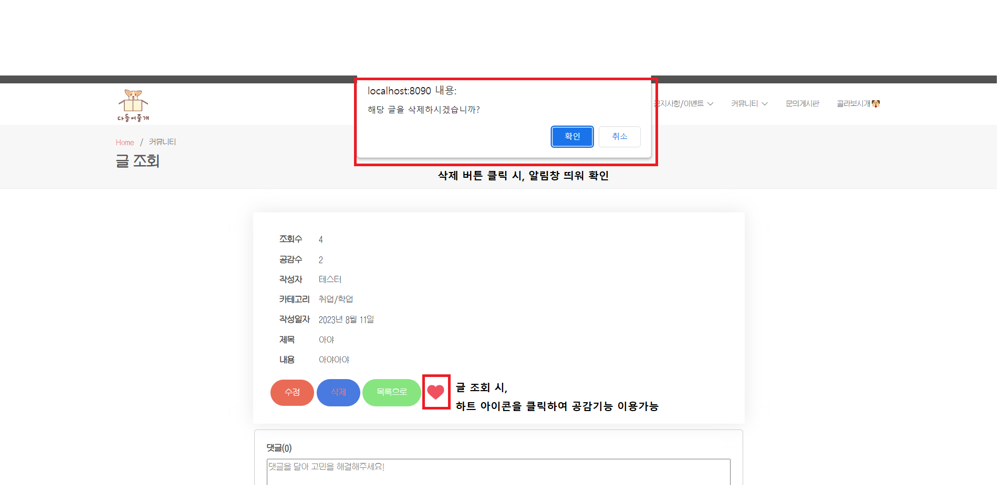 localhost:8090 내용:
해당 글을 삭제하시겠습니까?
확인 취소
다들어줄개
공지사항/이벤트 커뮤니티 문의게시판 골라보시개
Home / 커뮤니티
글 조회
삭제 버튼 클릭 시, 알림창 띄워 확인
조회수 4
공감수 2
작성자 테스터
카테고리 취업/학업
작성일자 2023년 8월 11일
제목 아야
내용 아야아야
수정 삭제 목록으로
글 조회 시,
하트 아이콘을 클릭하여 공감기능 이용가능
댓글(0)
댓글을 달아 고민을 해결해주세요!